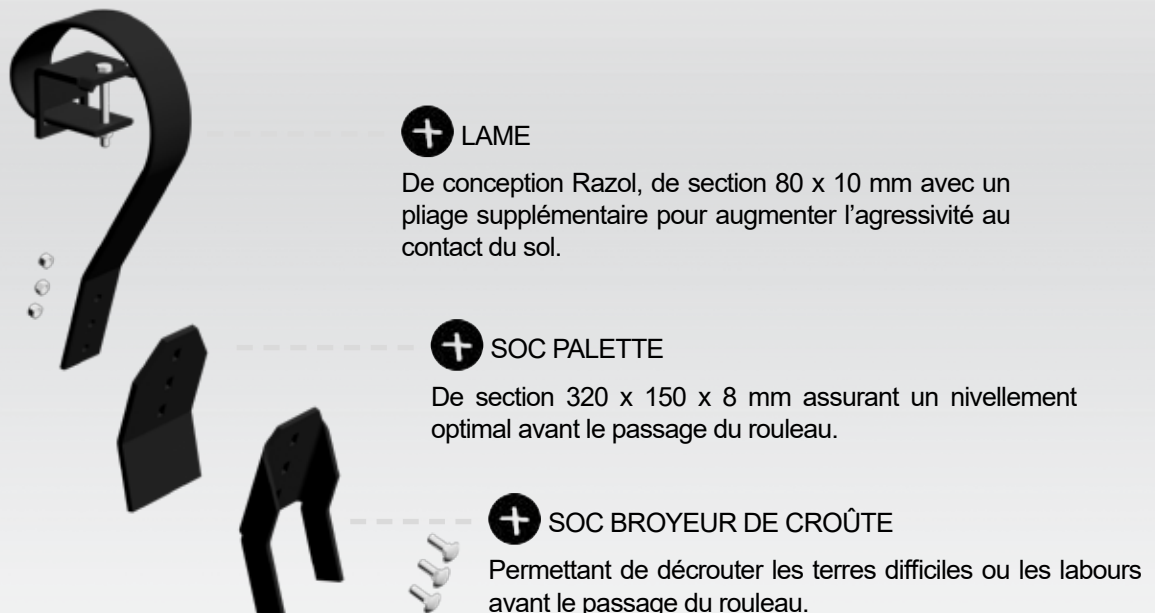 LAME
De conception Razol, de section 80 x 10 mm avec un
pliage supplémentaire pour augmenter l’agressivité au
contact du sol.
SOC PALETTE
De section 320 x 150 x 8 mm assurant un nivellement
optimal avant le passage du rouleau.
SOC BROYEUR DE CROÛTE
Permettant de décrouter les terres difficiles ou les labours
avant le passage du rouleau.